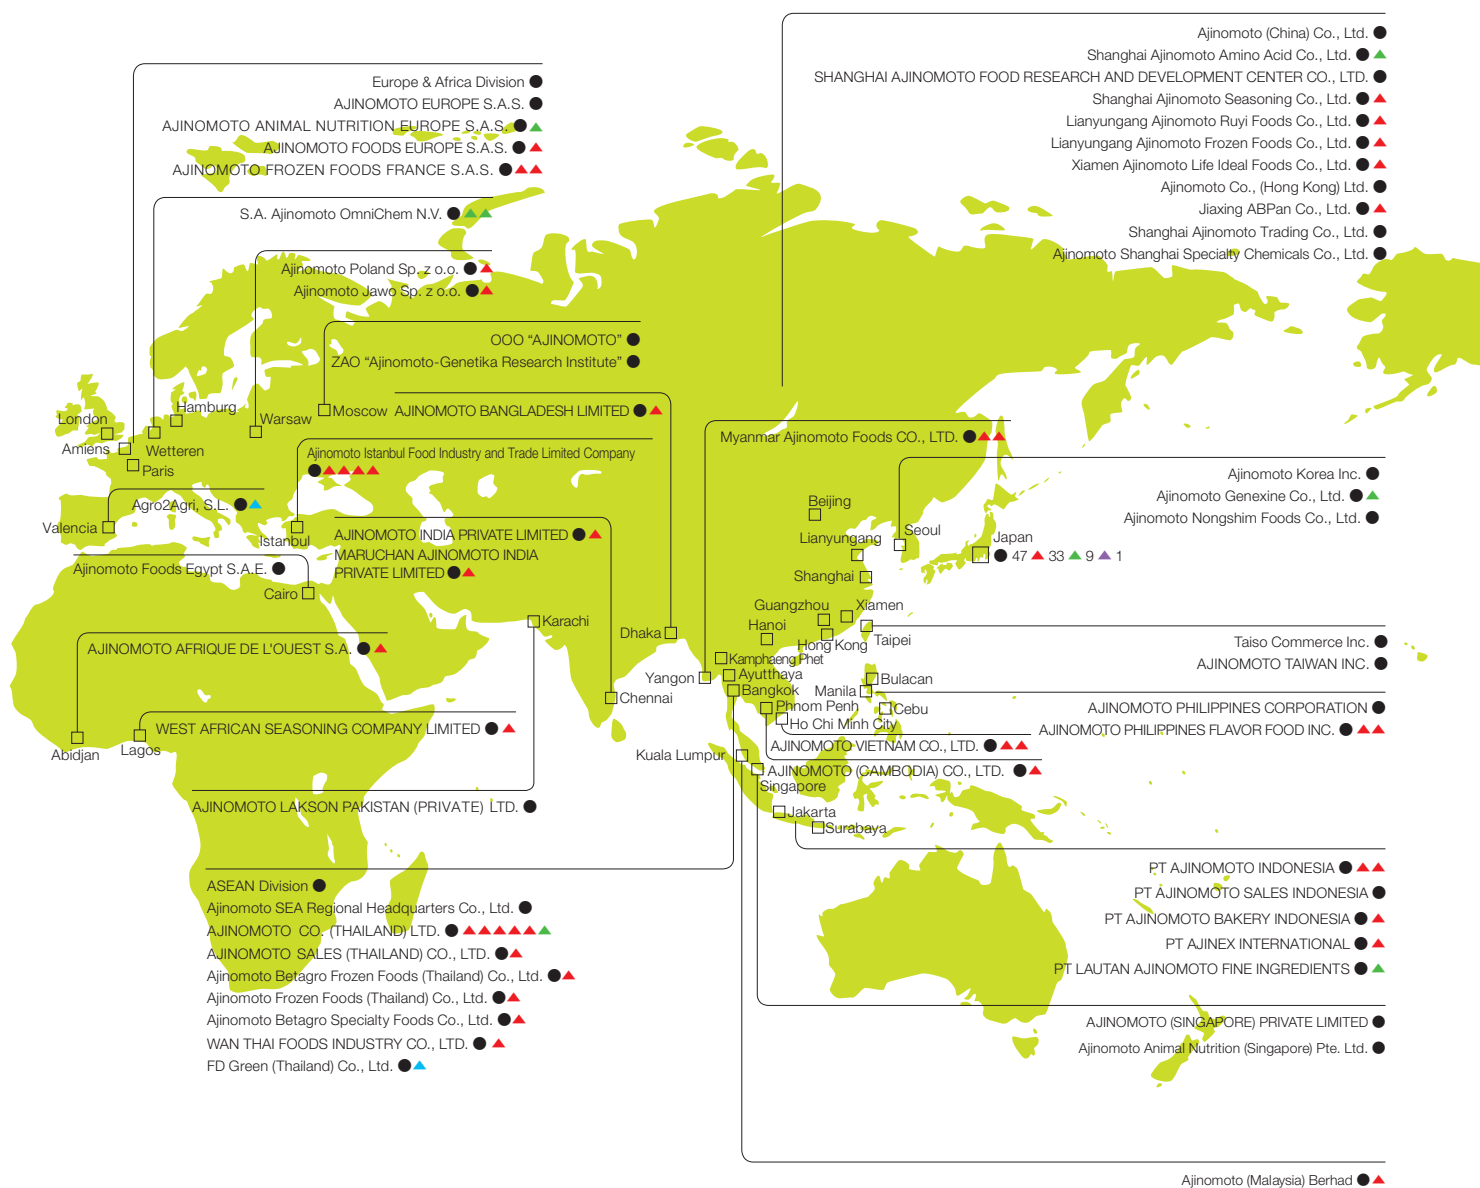 Ajinomoto (China) Co., Ltd.
Shanghai Ajinomoto Amino Acid Co., Ltd.
SHANGHAI AJINOMOTO FOOD RESEARCH AND DEVELOPMENT CENTER CO., LTD.
Shanghai Ajinomoto Seasoning Co., Ltd.
Lianyungang Ajinomoto Ruyi Foods Co., Ltd.
Lianyungang Ajinomoto Frozen Foods Co., Ltd.
Xiamen Ajinomoto Life Ideal Foods Co., Ltd.
Ajinomoto Co., (Hong Kong) Ltd.
Jiaxing ABPan Co., Ltd.
Shanghai Ajinomoto Trading Co., Ltd.
Ajinomoto Shanghai Specialty Chemicals Co., Ltd.
Europe & Africa Division
AJINOMOTO EUROPE S.A.S.
AJINOMOTO ANIMAL NUTRITION EUROPE S.A.S.
AJINOMOTO FOODS EUROPE S.A.S.
AJINOMOTO FROZEN FOODS FRANCE S.A.S.
S.A. Ajinomoto OmniChem N.V.
Ajinomoto Poland Sp. z o.o.
Ajinomoto Jawo Sp. z o.o.
OOO “AJINOMOTO”
ZAO “Ajinomoto-Genetika Research Institute”
Hamburg
London
Warsaw
Moscow
AJINOMOTO BANGLADESH LIMITED
Amiens
Wetteren
Paris
Ajinomoto Istanbul Food Industry and Trade Limited Company
Myanmar Ajinomoto Foods CO., LTD.
Ajinomoto Korea Inc.
Ajinomoto Genexine Co., Ltd.
Ajinomoto Nongshim Foods Co., Ltd.
Agro2Agri, S.L.
Valencia
Istanbul
AJINOMOTO INDIA PRIVATE LIMITED
MARUCHAN AJINOMOTO INDIA
PRIVATE LIMITED
Beijing
Lianyungang
Seoul
Japan
47 33 9 1
Shanghai
Ajinomoto Foods Egypt S.A.E.
Cairo
Guangzhou
Xiamen
Karachi
Dhaka
Hanoi
Hong Kong
Taipei
Taiso Commerce Inc.
AJINOMOTO TAIWAN INC.
AJINOMOTO AFRIQUE DE L'OUEST S.A.
Kamphaeng Phet
Yangon
Ayutthaya
Bangkok
Bulacan
Manila
Chennai
Phnom Penh
Cebu
Ho Chi Minh City
AJINOMOTO PHILIPPINES CORPORATION
AJINOMOTO PHILIPPINES FLAVOR FOOD INC.
WEST AFRICAN SEASONING COMPANY LIMITED
Abidjan
Lagos
Kuala Lumpur
AJINOMOTO VIETNAM CO., LTD.
AJINOMOTO (CAMBODIA) CO., LTD.
Singapore
AJINOMOTO LAKSON PAKISTAN (PRIVATE) LTD.
Jakarta
Surabaya
PT AJINOMOTO INDONESIA
PT AJINOMOTO SALES INDONESIA
PT AJINOMOTO BAKERY INDONESIA
PT AJINEX INTERNATIONAL
PT LAUTAN AJINOMOTO FINE INGREDIENTS
ASEAN Division
Ajinomoto SEA Regional Headquarters Co., Ltd.
AJINOMOTO CO. (THAILAND) LTD.
AJINOMOTO SALES (THAILAND) CO., LTD.
Ajinomoto Betagro Frozen Foods (Thailand) Co., Ltd.
Ajinomoto Frozen Foods (Thailand) Co., Ltd.
Ajinomoto Betagro Specialty Foods Co., Ltd.
WAN THAI FOODS INDUSTRY CO., LTD.
FD Green (Thailand) Co., Ltd.
AJINOMOTO (SINGAPORE) PRIVATE LIMITED
Ajinomoto Animal Nutrition (Singapore) Pte. Ltd.
Ajinomoto (Malaysia) Berhad